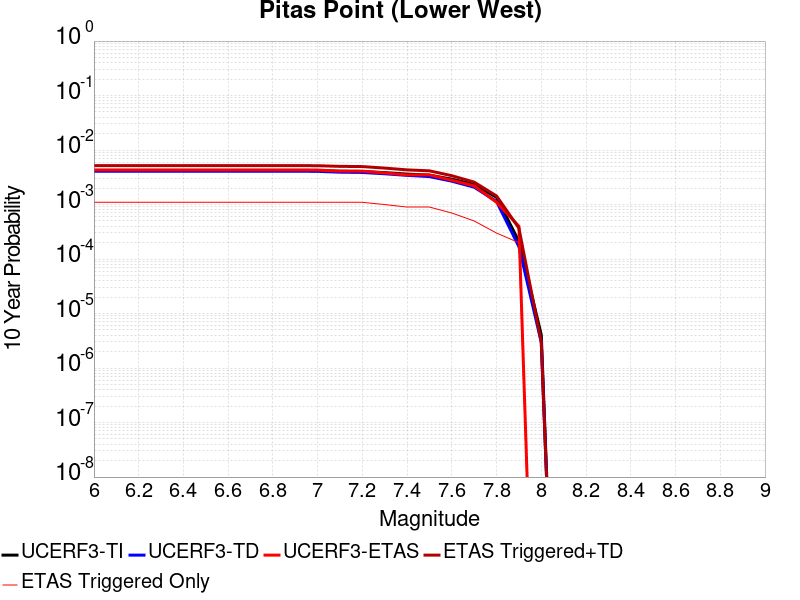 Pitas Point (Lower West)
10 0
10 -1
10 -2
10 -3
10 -4
10 -5
10 -6
10 -7
10 -8
10 Year Probability
6 6.2 6.4 6.6 6.8 7 7.2 7.4 7.6 7.8 8 8.2 8.4 8.6 8.8 9
Magnitude
UCERF3-TI UCERF3-TD UCERF3-ETAS ETAS Triggered+TD
ETAS Triggered Only